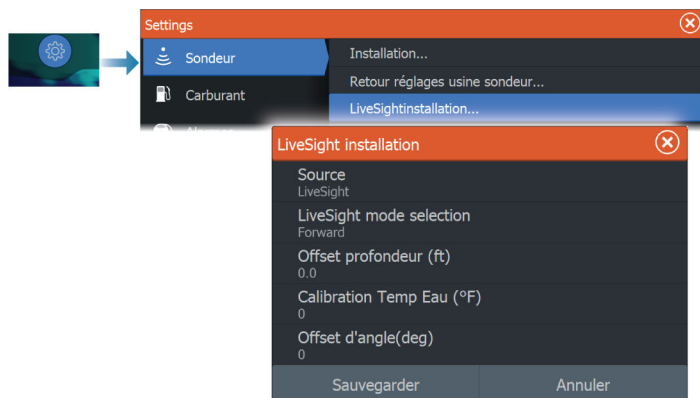 Settings
Sondeur
Carburant
Installation...
Retour réglages usine sondeur...
LiveSightinstallation...
LiveSight installation
Source
LiveSight
LiveSight mode selection
Forward
Offset profondeur (ft)
0.0
Calibration Temp Eau (°F)
0
Offset d'angle(deg)
0
Sauvegarder
Annuler